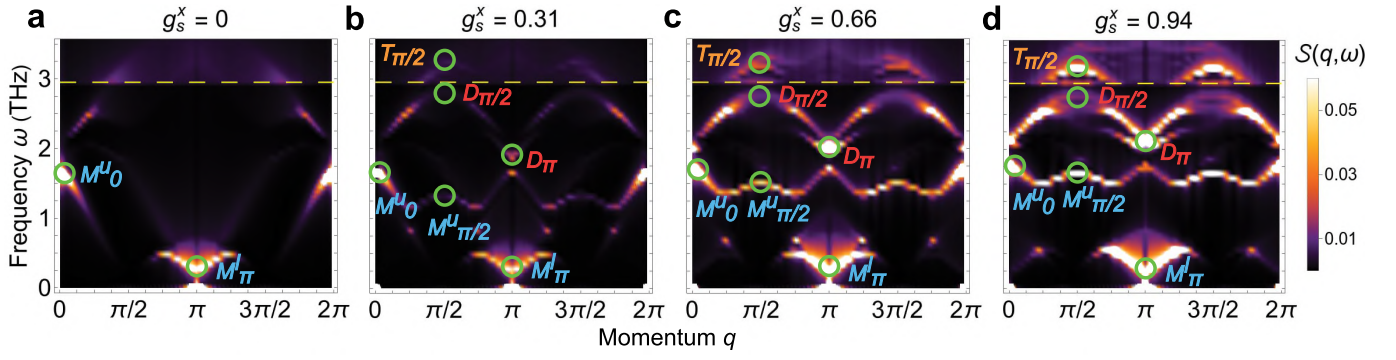 a
g_s^x = 0
b
g_s^x = 0.31
c
g_s^x = 0.66
d
g_s^x = 0.94
S(q,ω)
0.05
0.03
0.01
Frequency ω (THz)
3
2
1
0
M^u_0
M^l_π
0 π/2 π 3π/2 2π
T_π/2
D_π/2
D_π
M^u_0
M^u_π/2
M^l_π
0 π/2 π 3π/2 2π
T_π/2
D_π/2
D_π
M^u_0
M^u_π/2
M^l_π
0 π/2 π 3π/2 2π
T_π/2
D_π/2
D_π
M^u_0
M^u_π/2
M^l_π
0 π/2 π 3π/2 2π
Momentum q